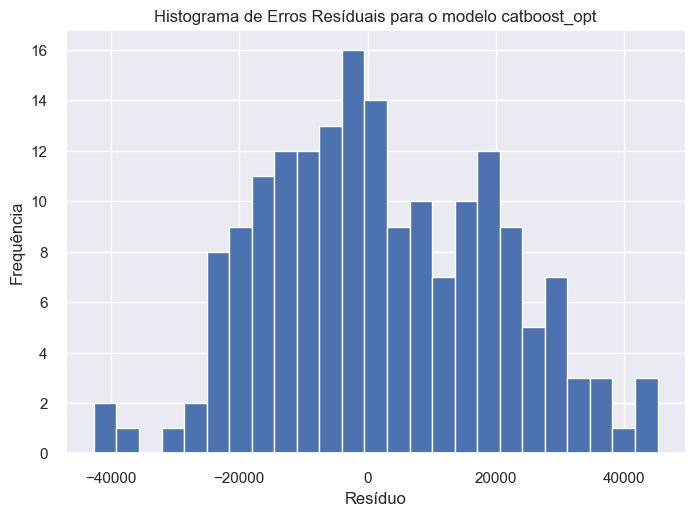 Histograma de Erros Resíduais para o modelo catboost_opt
16
14
12
10
8
6
4
2
0
Frequência
−40000 −20000 0 20000 40000
Resíduo